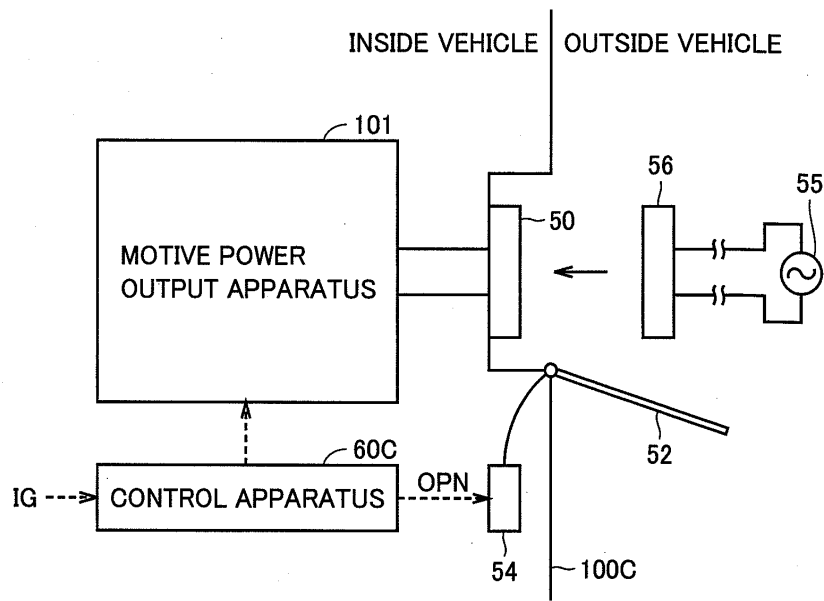 INSIDE VEHICLE
OUTSIDE VEHICLE
101
56
55
50
MOTIVE POWER
OUTPUT APPARATUS
52
60C
IG
CONTROL APPARATUS
OPN
54
100C